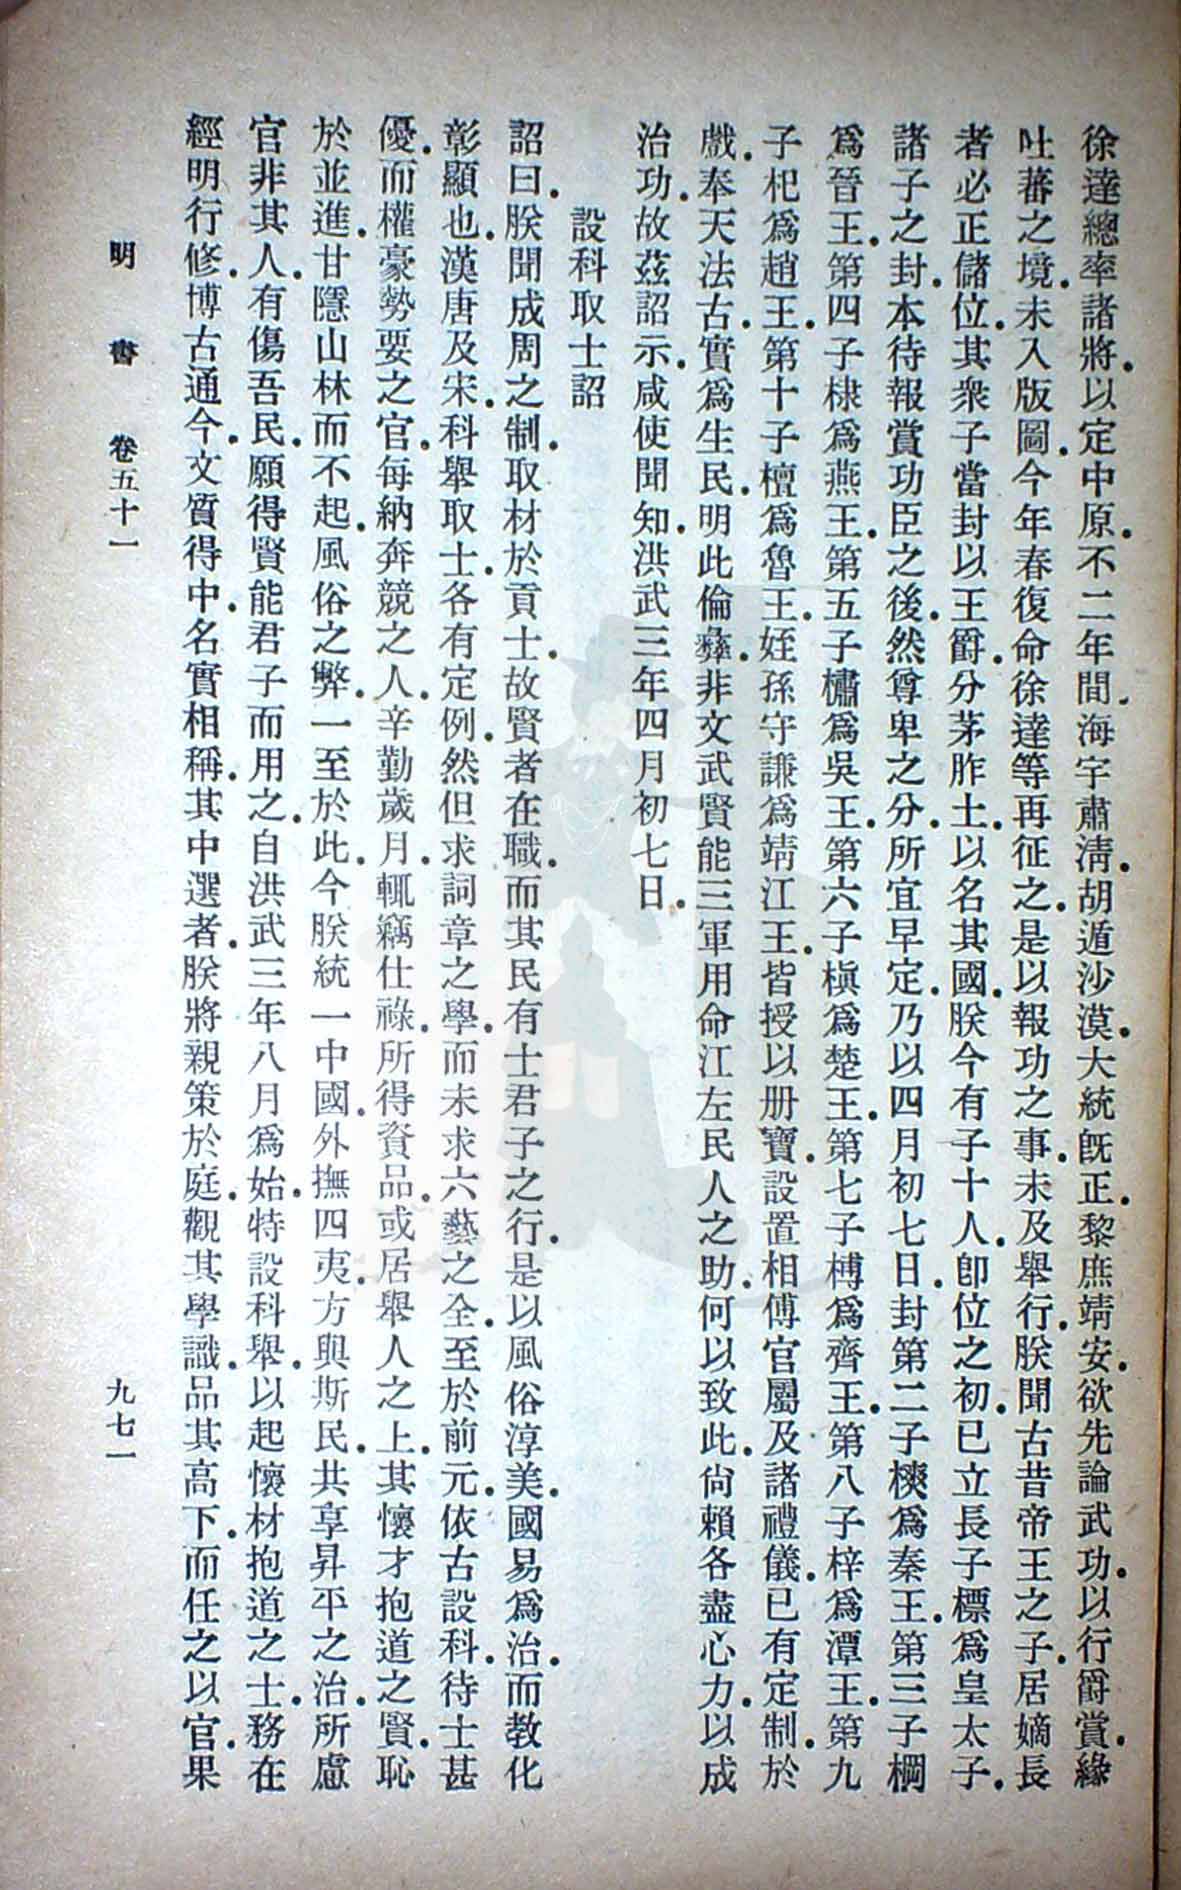 徐達總率諸將．以定中原．不二年間．海宇肅淸．胡遁沙漠．大統旣正．黎庶靖安．欲先論武功．以行爵賞．緣
吐蕃之境．未入版圖．今年春復命徐達等再征之．是以報功之事．未及舉行．朕聞古昔帝王之子．居嫡長
者必正儲位．其衆子當封以王爵．分茅胙土．以名其國．朕今有子十人．卽位之初．已立長子標爲皇太子．
諸子之封．本待報賞功臣之後．然尊卑之分．所宜早定．乃以四月初七日．封第二子樉爲秦王．第三子棡
爲晉王．第四子棣爲燕王．第五子橚爲吳王．第六子楨爲楚王．第七子榑爲齊王．第八子梓爲潭王．第九
子杞爲趙王．第十子檀爲魯王．姪孫守謙爲靖江王．皆授以册寶．設置相傅官屬．及諸禮儀．已有定制．於
戲．奉天法古．實爲生民．明此倫彝．非文武賢能．三軍用命．江左民人之助．何以致此．尙賴各盡心力．以成
治功．故茲詔示．咸使聞知．洪武三年四月初七日．
設科取士詔
詔曰．朕聞成周之制．取材於貢士．故賢者在職．而其民有士君子之行．是以風俗淳美．國易爲治．而教化
彰顯也．漢唐及宋．科舉取士．各有定例．然但求詞章之學．而未求六藝之全．至於前元．依古設科．待士甚
優．而權豪勢要之官．每納奔競之人．辛勤歲月．輒竊仕祿．所得資品．或居舉人之上．其懷才抱道之賢．恥
於並進．甘隱山林而不起．風俗之弊．一至於此．今朕統一中國．外撫四夷．方與斯民．共享昇平之治．所慮
官非其人．有傷吾民．願得賢能君子而用之．自洪武三年八月爲始．特設科舉．以起懷材抱道之士．務在
經明行修．博古通今．文質得中．名實相稱．其中選者．朕將親策於庭．觀其學識．品其高下．而任之以官．果
明書 卷五十一 九七一